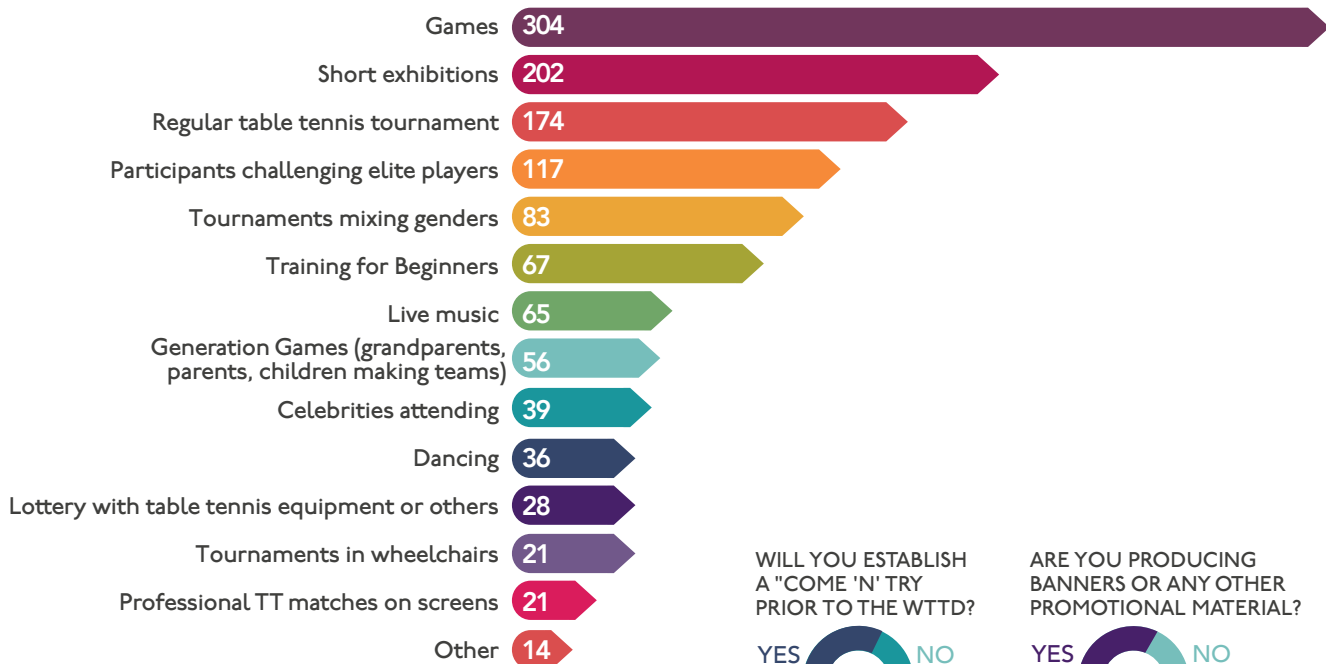 Games 304
Short exhibitions 202
Regular table tennis tournament 174
Participants challenging elite players 117
Tournaments mixing genders 83
Training for Beginners 67
Live music 65
Generation Games (grandparents,
parents, children making teams) 56
Celebrities attending 39
Dancing 36
Lottery with table tennis equipment or others 28
Tournaments in wheelchairs 21
Professional TT matches on screens 21
Other 14
WILL YOU ESTABLISH
A "COME 'N' TRY
PRIOR TO THE WTTD?
YES NO
ARE YOU PRODUCING
BANNERS OR ANY OTHER
PROMOTIONAL MATERIAL?
YES NO